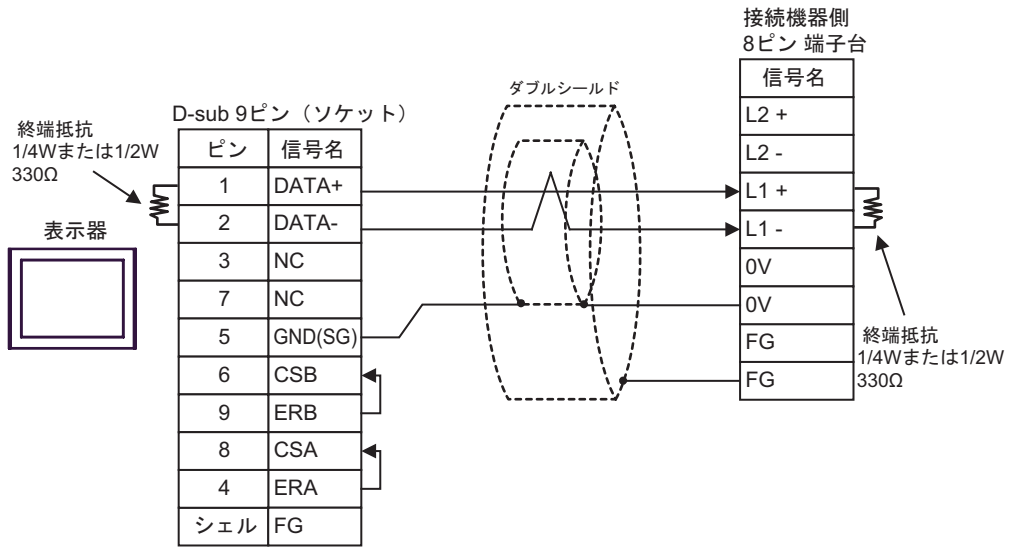 接続機器側
8ピン 端子台
信号名
L2 +
L2 -
L1 +
L1 -
0V
0V
FG
FG
ダブルシールド
D-sub 9ピン（ソケット）
ピン 信号名
1 DATA+
2 DATA-
3 NC
7 NC
5 GND(SG)
6 CSB
9 ERB
8 CSA
4 ERA
シェル FG
終端抵抗
1/4Wまたは1/2W
330Ω
表示器
終端抵抗
1/4Wまたは1/2W
330Ω